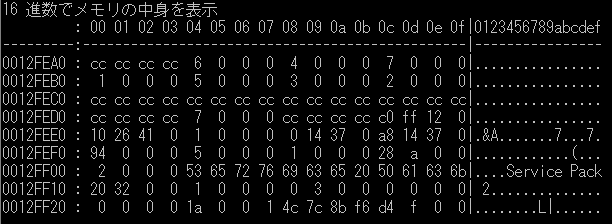 16 進数でメモリの中身を表示
: 00 01 02 03 04 05 06 07 08 09 0a 0b 0c 0d 0e 0f |0123456789abcdef
---------:------------------------------------------------|----------------
0012FEA0 : cc cc cc cc 6 0 0 0 4 0 0 0 7 0 0 0|................
0012FEB0 : 1 0 0 0 5 0 0 0 3 0 0 0 2 0 0 0|................
0012FEC0 : cc cc cc cc cc cc cc cc cc cc cc cc cc cc cc cc|................
0012FED0 : cc cc cc cc 7 0 0 0 cc cc cc cc c0 ff 12 0|................
0012FEE0 : 10 26 41 0 1 0 0 0 0 14 37 0 a8 14 37 0|.&A.......7...7.
0012FEF0 : 94 0 0 0 5 0 0 0 1 0 0 0 28 a 0 0|............(...
0012FF00 : 2 0 0 0 53 65 72 76 69 63 65 20 50 61 63 6b|....Service Pack
0012FF10 : 20 32 0 0 1 0 0 0 0 3 0 0 0 0 0 0| 2..............
0012FF20 : 0 0 0 0 1a 0 0 1 4c 7c 8b f6 d4 f 0 0|........L|......